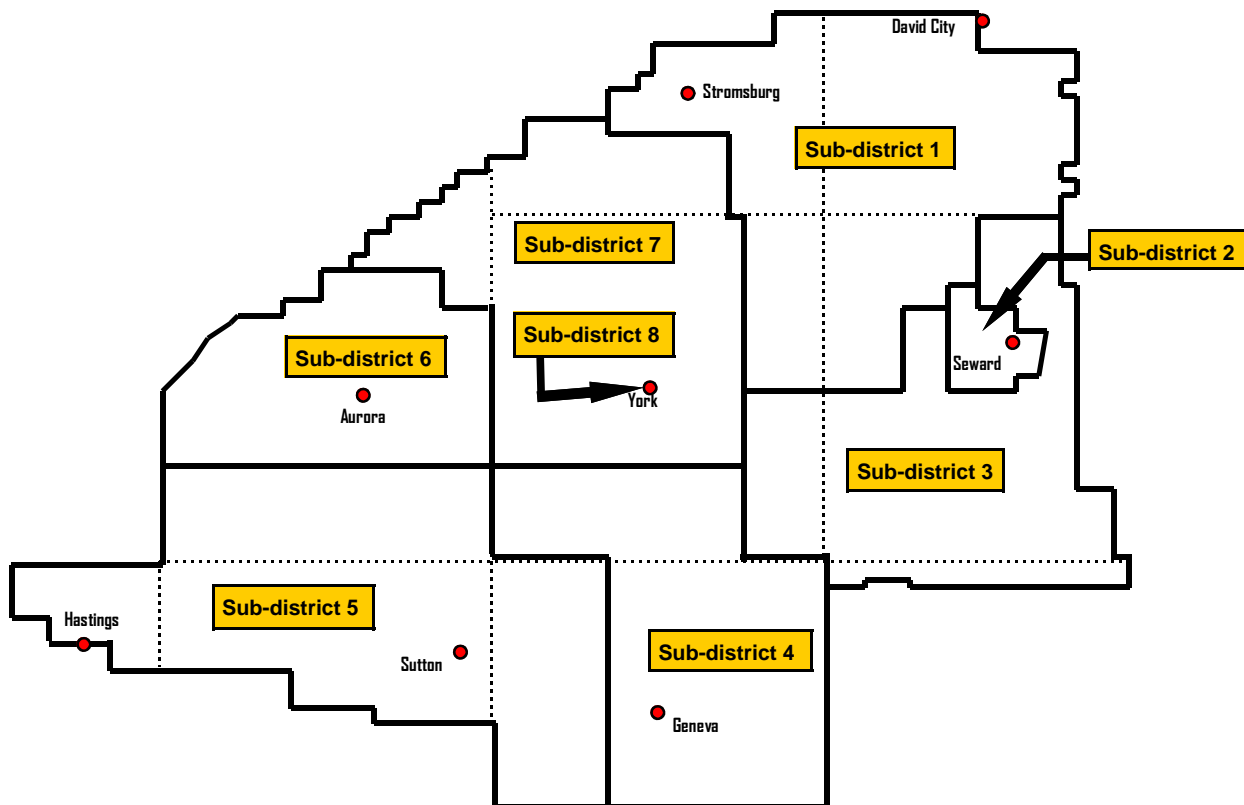 David City
Stromsburg
Sub-district 1
Sub-district 7
Sub-district 2
Sub-district 8
Sub-district 6
Seward
Aurora
York
Sub-district 3
Sub-district 5
Hastings
Sub-district 4
Sutton
Geneva